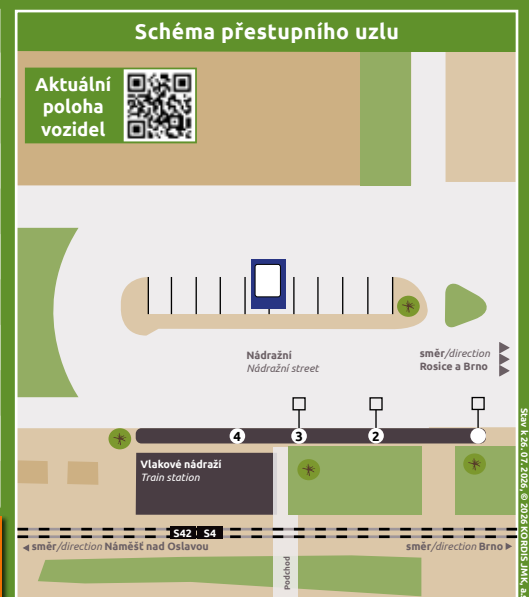 Schéma přestupního uzlu
Aktuální
poloha
vozidel
Nádražní
Nádražní street
směr/direction
Rosice a Brno
4
3
2
Vlakové nádraží
Train station
S42 S4
směr/direction Náměšť nad Oslavou
směr/direction Brno
Podchod
Stav k 26. 07. 2026, © 2026 KORDIS JMK, a.